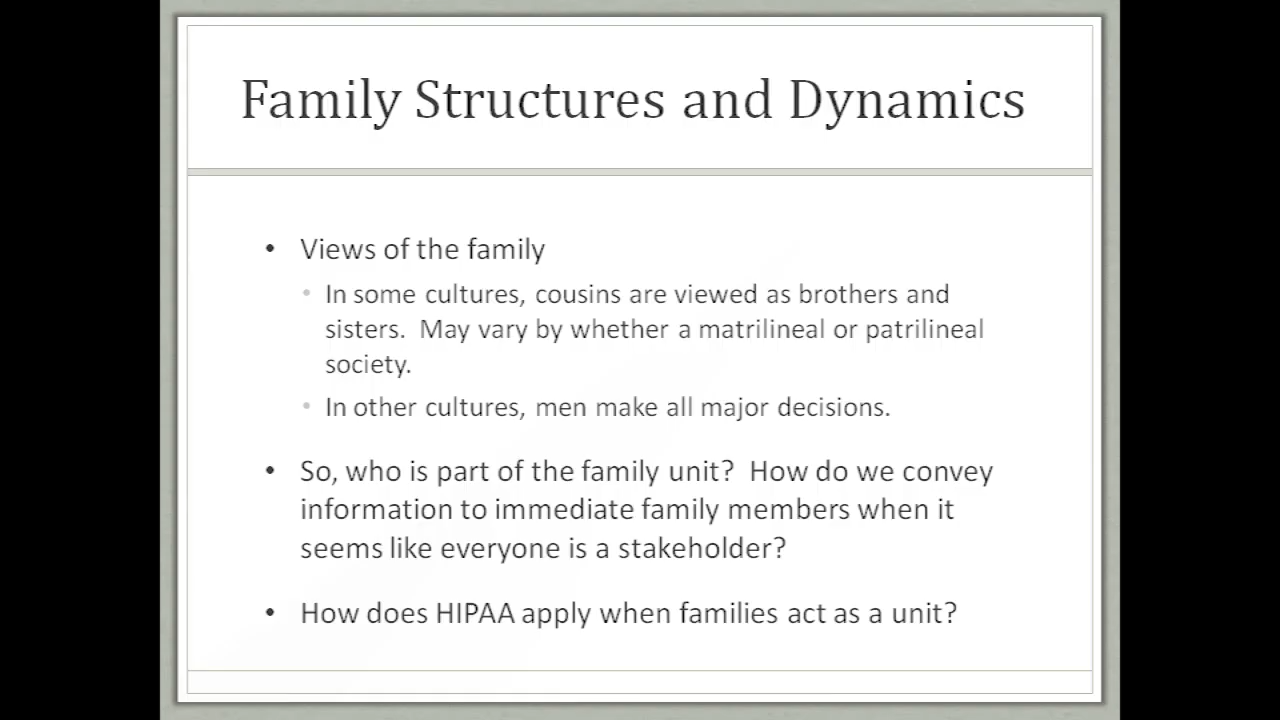 Family Structures and Dynamics
• Views of the family
• In some cultures, cousins are viewed as brothers and
sisters.  May vary by whether a matrilineal or patrilineal
society.
• In other cultures, men make all major decisions.
• So, who is part of the family unit?  How do we convey
information to immediate family members when it
seems like everyone is a stakeholder?
• How does HIPAA apply when families act as a unit?